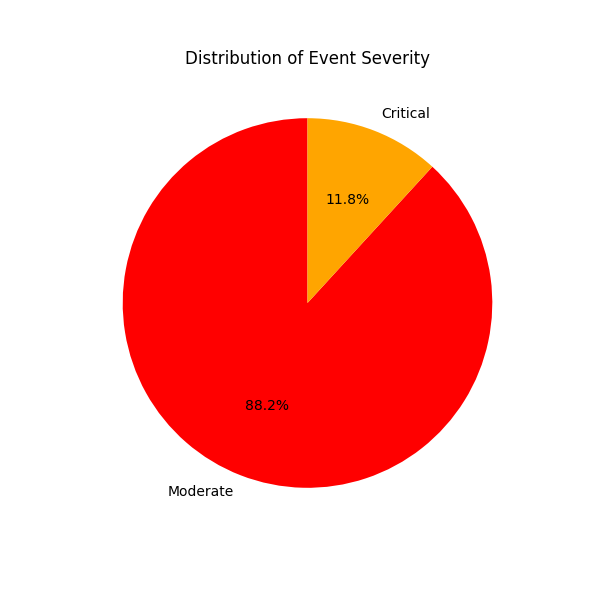 Distribution of Event Severity
Critical
11.8%
88.2%
Moderate